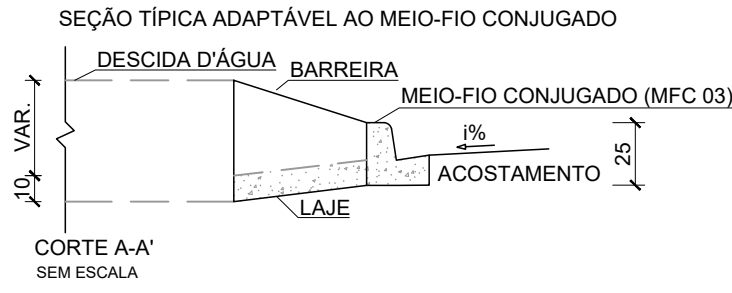 SEÇÃO TÍPICA ADAPTÁVEL AO MEIO-FIO CONJUGADO
DESCIDA D'ÁGUA
BARREIRA
MEIO-FIO CONJUGADO (MFC 03)
VAR.
i%
25
ACOSTAMENTO
10
LAJE
CORTE A-A'
SEM ESCALA